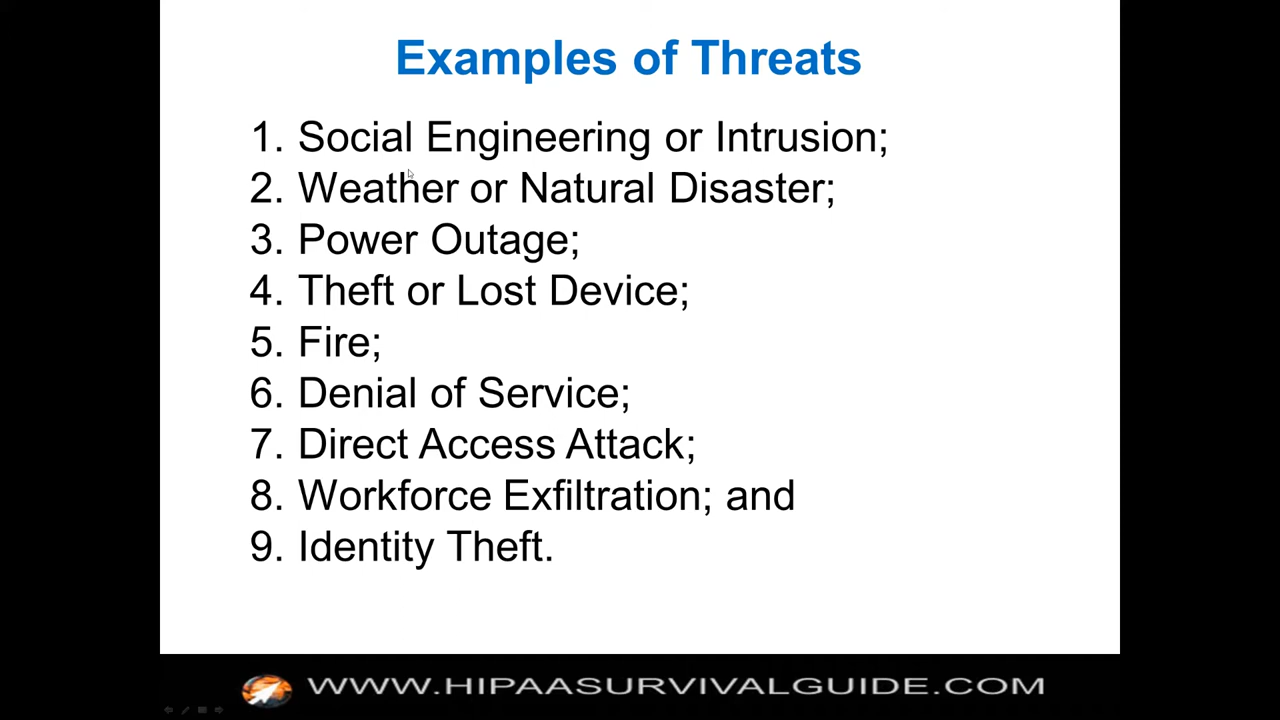 Examples of Threats
1. Social Engineering or Intrusion;
2. Weather or Natural Disaster;
3. Power Outage;
4. Theft or Lost Device;
5. Fire;
6. Denial of Service;
7. Direct Access Attack;
8. Workforce Exfiltration; and
9. Identity Theft.
WWW.HIPAASURVIVALGUIDE.COM